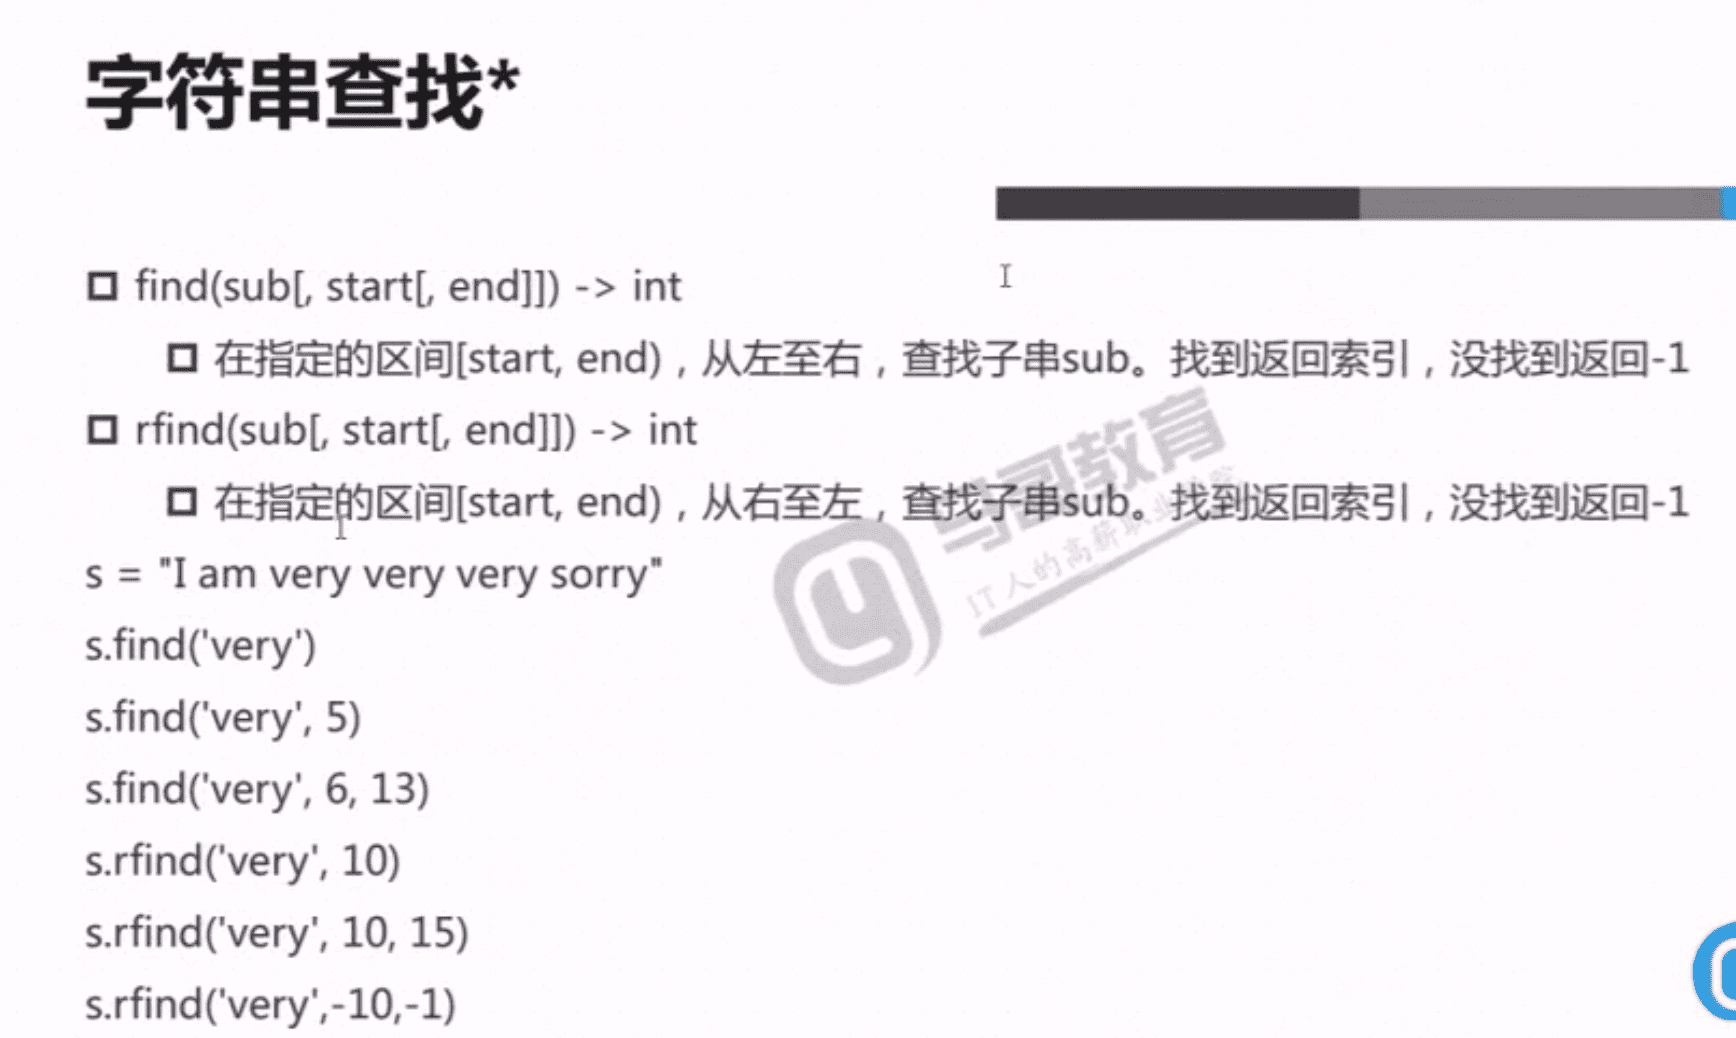 字符串查找*
find(sub[, start[, end]]) -> int
在指定的区间[start, end)，从左至右，查找子串sub。找到返回索引，没找到返回-1
rfind(sub[, start[, end]]) -> int
在指定的区间[start, end)，从右至左，查找子串sub。找到返回索引，没找到返回-1
马哥教育
IT人的高薪职业学院
s = "I am very very very sorry"
s.find('very')
s.find('very', 5)
s.find('very', 6, 13)
s.rfind('very', 10)
s.rfind('very', 10, 15)
s.rfind('very',-10,-1)